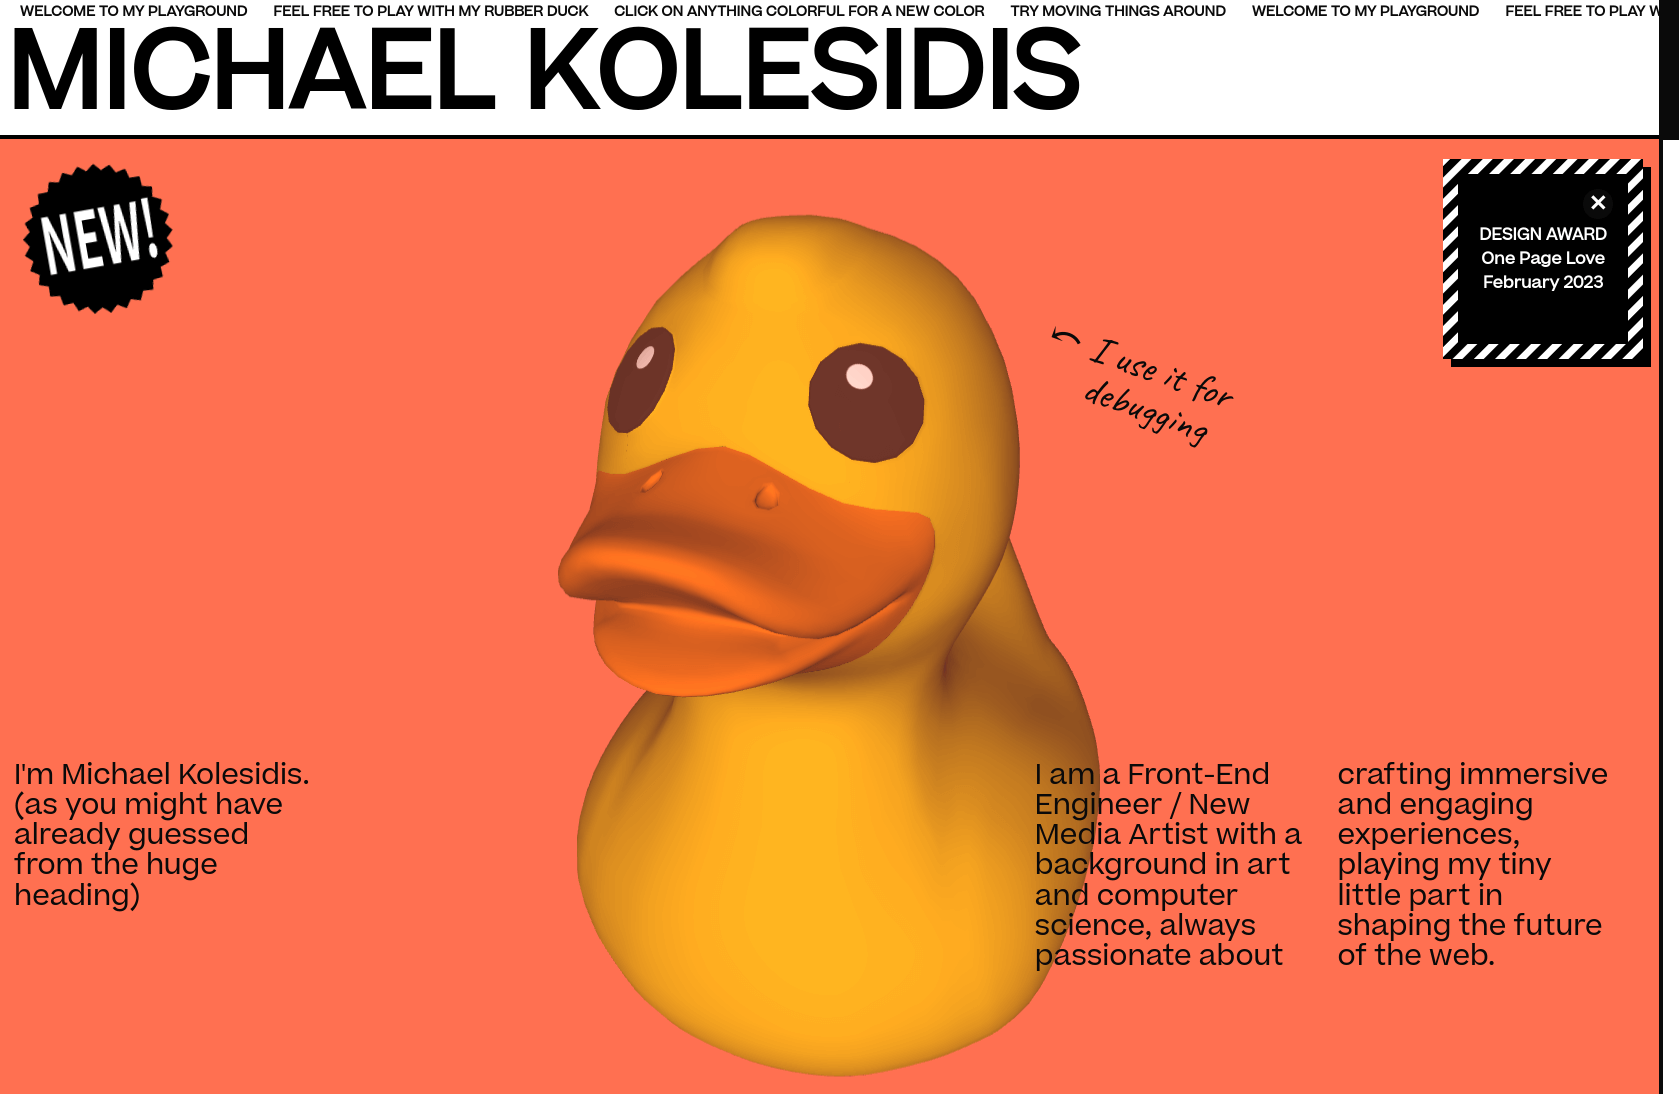 WELCOME TO MY PLAYGROUND FEEL FREE TO PLAY WITH MY RUBBER DUCK CLICK ON ANYTHING COLORFUL FOR A NEW COLOR TRY MOVING THINGS AROUND WELCOME TO MY PLAYGROUND FEEL FREE TO PLAY
MICHAEL KOLESIDIS
NEW!
DESIGN AWARD
One Page Love
February 2023
I use it for
debugging
I'm Michael Kolesidis.
(as you might have
already guessed
from the huge
heading)
I am a Front-End
Engineer / New
Media Artist with a
background in art
and computer
science, always
passionate about
crafting immersive
and engaging
experiences,
playing my tiny
little part in
shaping the future
of the web.